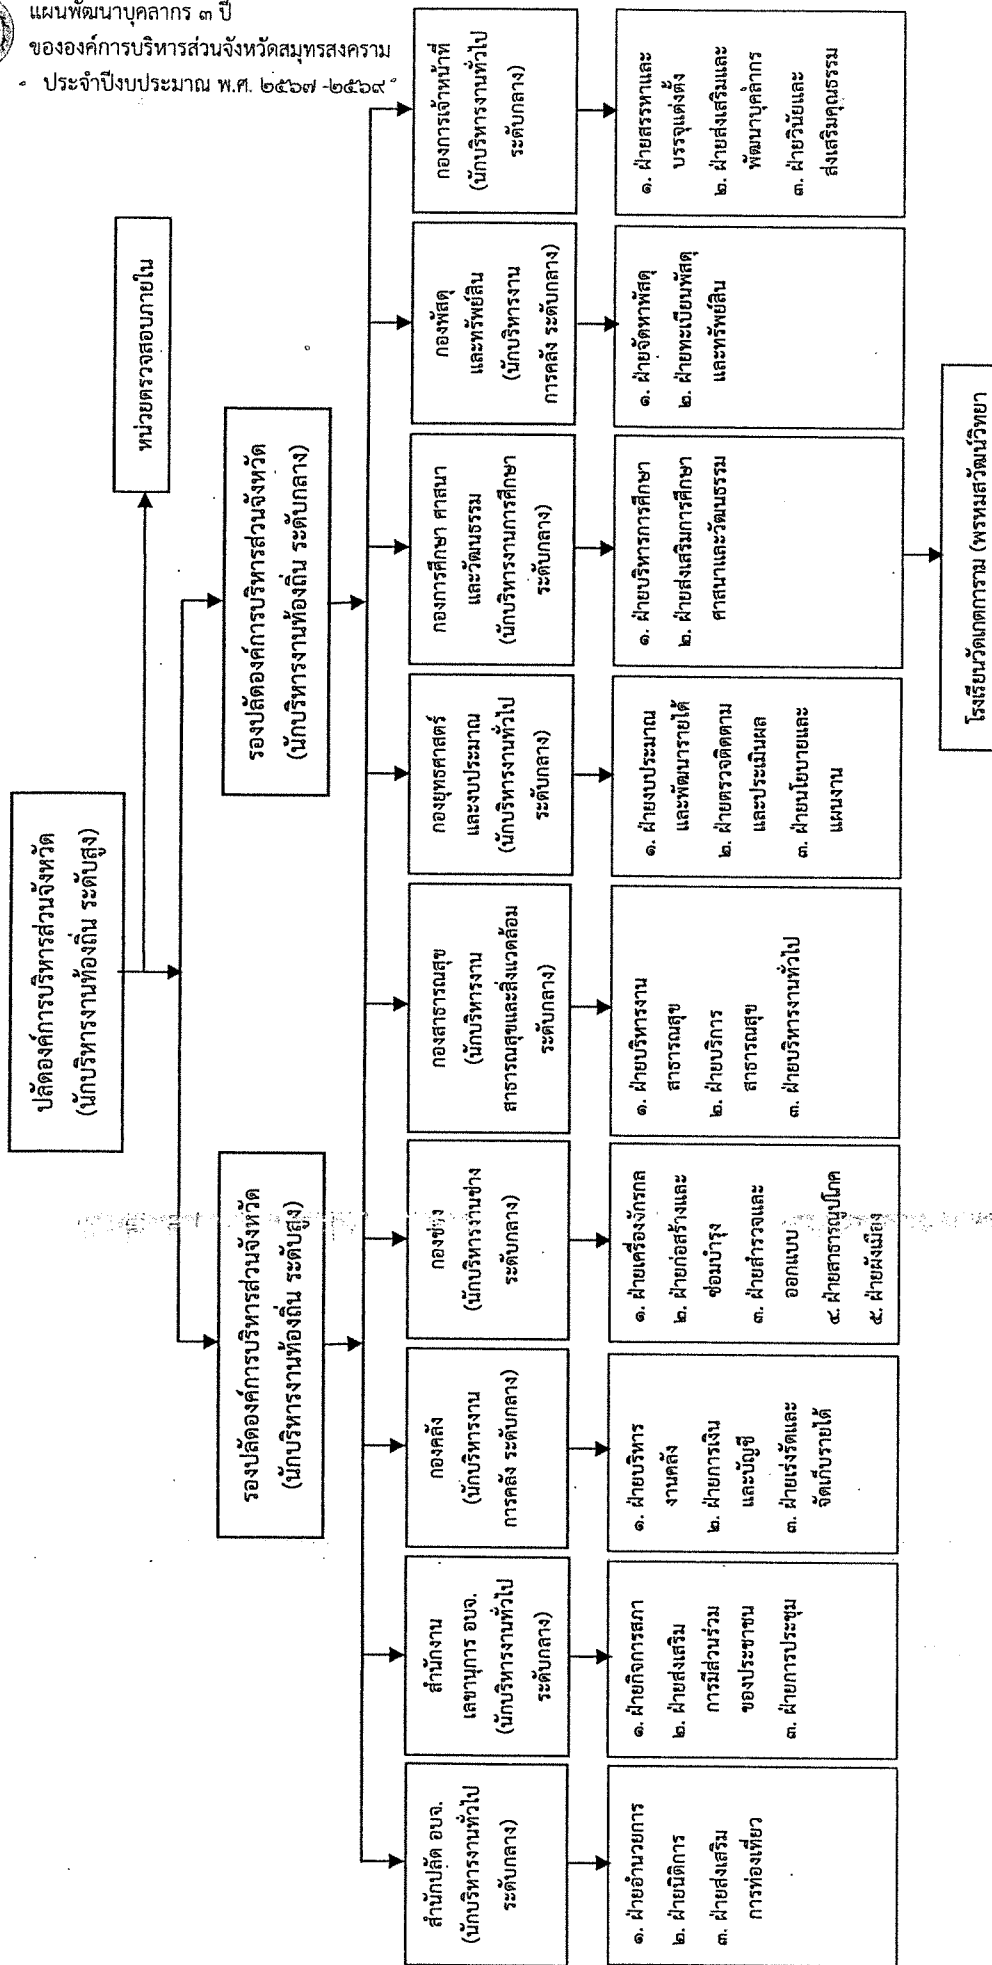 แผนพัฒนาบุคลากร ๓ ปี
ขององค์การบริหารส่วนจังหวัดสมุทรสงคราม
ประจำปีงบประมาณ พ.ศ. ๒๕๖๗ -๒๕๖๙
ปลัดองค์การบริหารส่วนจังหวัด
(นักบริหารงานท้องถิ่น ระดับสูง)
หน่วยตรวจสอบภายใน
รองปลัดองค์การบริหารส่วนจังหวัด
(นักบริหารงานท้องถิ่น ระดับสูง)
รองปลัดองค์การบริหารส่วนจังหวัด
(นักบริหารงานท้องถิ่น ระดับกลาง)
สำนักปลัด อบจ.
(นักบริหารงานทั่วไป
ระดับกลาง)
สำนักงาน
เลขานุการ อบจ.
(นักบริหารงานทั่วไป
ระดับกลาง)
กองคลัง
(นักบริหารงาน
การคลัง ระดับกลาง)
กองช่าง
(นักบริหารงานช่าง
ระดับกลาง)
กองสาธารณสุข
(นักบริหารงาน
สาธารณสุขและสิ่งแวดล้อม
ระดับกลาง)
กองยุทธศาสตร์
และงบประมาณ
(นักบริหารงานทั่วไป
ระดับกลาง)
กองการศึกษา ศาสนา
และวัฒนธรรม
(นักบริหารงานการศึกษา
ระดับกลาง)
กองพัสดุ
และทรัพย์สิน
(นักบริหารงาน
การคลัง ระดับกลาง)
กองการเจ้าหน้าที่
(นักบริหารงานทั่วไป
ระดับกลาง)
๑. ฝ่ายอำนวยการ
๒. ฝ่ายนิติการ
๓. ฝ่ายส่งเสริม
การท่องเที่ยว
๑. ฝ่ายกิจการสภา
๒. ฝ่ายส่งเสริม
การมีส่วนร่วม
ของประชาชน
๓. ฝ่ายการประชุม
๑. ฝ่ายบริหาร
งานคลัง
๒. ฝ่ายการเงิน
และบัญชี
๓. ฝ่ายเร่งรัดและ
จัดเก็บรายได้
๑. ฝ่ายเครื่องจักรกล
๒. ฝ่ายก่อสร้างและ
ซ่อมบำรุง
๓. ฝ่ายสำรวจและ
ออกแบบ
๔. ฝ่ายสาธารณูปโภค
๕. ฝ่ายผังเมือง
๑. ฝ่ายบริหารงาน
สาธารณสุข
๒. ฝ่ายบริการ
สาธารณสุข
๓. ฝ่ายบริหารงานทั่วไป
๑. ฝ่ายงบประมาณ
และพัฒนารายได้
๒. ฝ่ายตรวจติดตาม
และประเมินผล
๓. ฝ่ายนโยบายและ
แผนงาน
๑. ฝ่ายบริหารการศึกษา
๒. ฝ่ายส่งเสริมการศึกษา
ศาสนาและวัฒนธรรม
๑. ฝ่ายจัดหาพัสดุ
๒. ฝ่ายทะเบียนพัสดุ
และทรัพย์สิน
๑. ฝ่ายสรรหาและ
บรรจุแต่งตั้ง
๒. ฝ่ายส่งเสริมและ
พัฒนาบุคลากร
๓. ฝ่ายวินัยและ
ส่งเสริมคุณธรรม
โรงเรียนวัดเกตการาม (พรหมสวัฒน์วิทยา